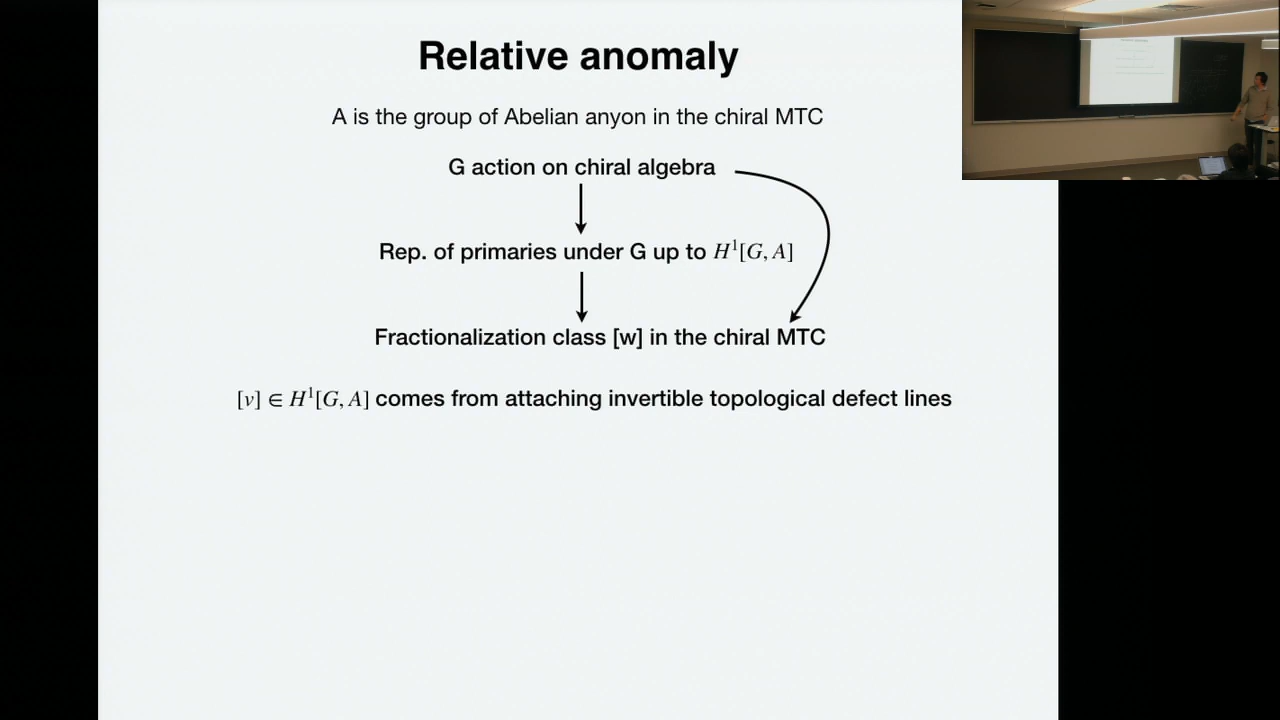 Relative anomaly
A is the group of Abelian anyon in the chiral MTC
G action on chiral algebra
Rep. of primaries under G up to H¹[G, A]
Fractionalization class [w] in the chiral MTC
[v] ∈ H¹[G, A] comes from attaching invertible topological defect lines